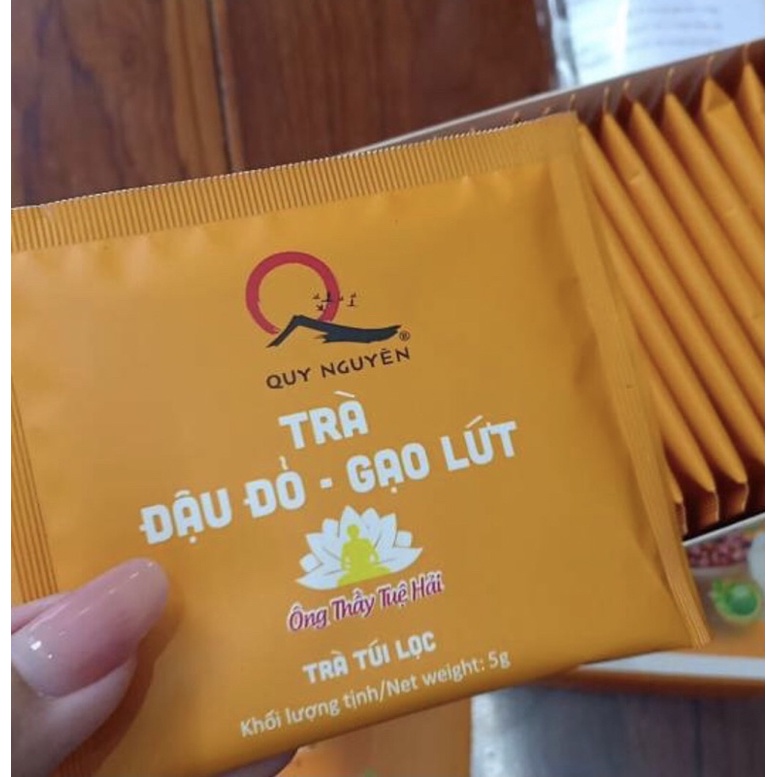 QUY NGUYÊN®
TRÀ
ĐẬU ĐỎ - GẠO LỨT
Ông Thầy Tuệ Hải
TRÀ TÚI LỌC
Khối lượng tịnh/Net weight: 5g